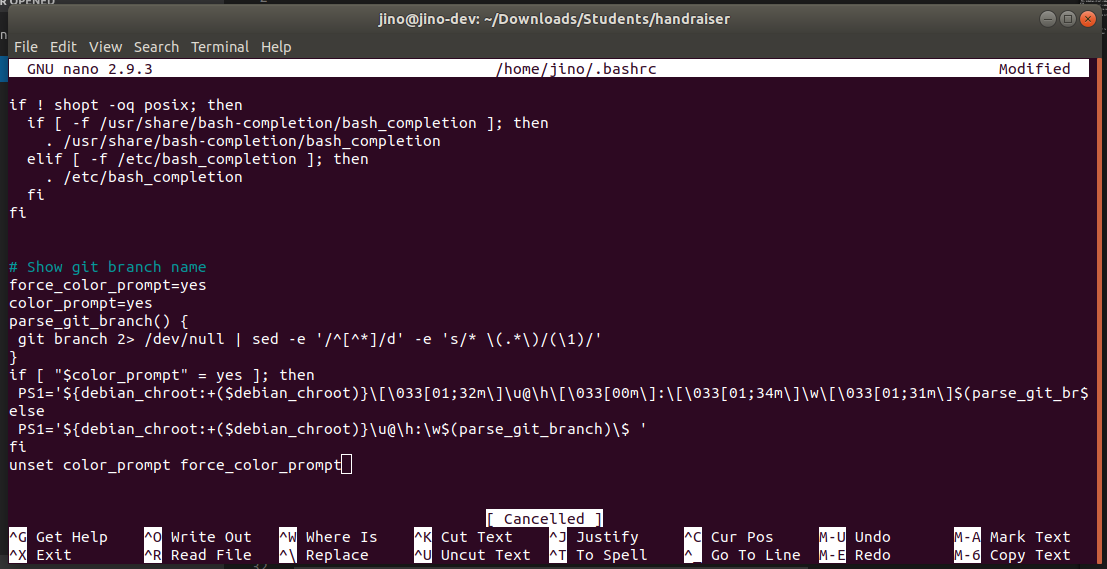 R OPENED
jino@jino-dev: ~/Downloads/Students/handraiser
File Edit View Search Terminal Help
GNU nano 2.9.3 /home/jino/.bashrc Modified
if ! shopt -oq posix; then
  if [ -f /usr/share/bash-completion/bash_completion ]; then
    . /usr/share/bash-completion/bash_completion
  elif [ -f /etc/bash_completion ]; then
    . /etc/bash_completion
  fi
fi
# Show git branch name
force_color_prompt=yes
color_prompt=yes
parse_git_branch() {
 git branch 2> /dev/null | sed -e '/^[^*]/d' -e 's/* \(.*\)/(\1)/'
}
if [ "$color_prompt" = yes ]; then
 PS1='${debian_chroot:+($debian_chroot)}\[\033[01;32m\]\u@\h\[\033[00m\]:\[\033[01;34m\]\w\[\033[01;31m\]$(parse_git_br$
else
 PS1='${debian_chroot:+($debian_chroot)}\u@\h:\w$(parse_git_branch)\$ '
fi
unset color_prompt force_color_prompt
[ Cancelled ]
^G Get Help ^O Write Out ^W Where Is ^K Cut Text ^J Justify ^C Cur Pos M-U Undo M-A Mark Text
^X Exit ^R Read File ^\ Replace ^U Uncut Text ^T To Spell ^_ Go To Line M-E Redo M-6 Copy Text